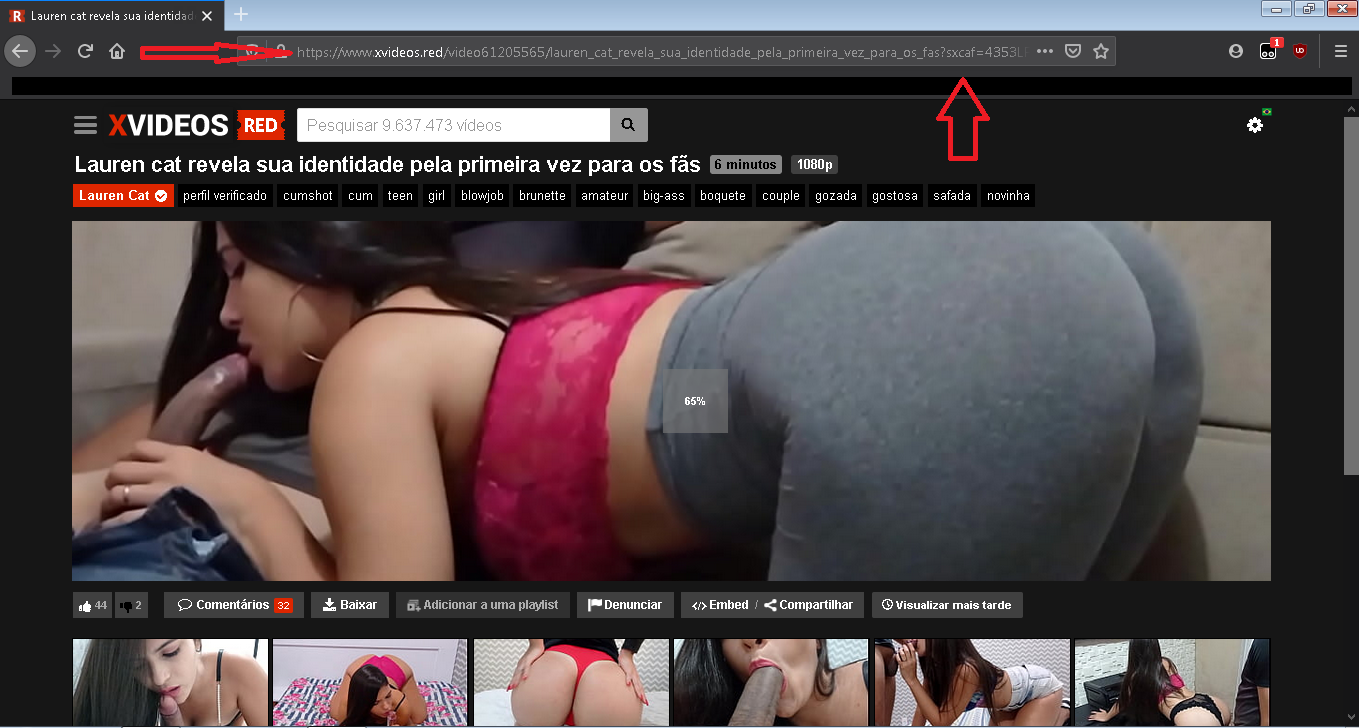 R Lauren cat revela sua identidad
https://www.xvideos.red/video61205565/lauren_cat_revela_sua_identidade_pela_primeira_vez_para_os_fas?sxcaf=4353L
1
UD
XVIDEOS RED Pesquisar 9.637.473 vídeos
Lauren cat revela sua identidade pela primeira vez para os fãs 6 minutos 1080p
Lauren Cat perfil verificado cumshot cum teen girl blowjob brunette amateur big-ass boquete couple gozada gostosa safada novinha
65%
44 2 Comentários 32 Baixar Adicionar a uma playlist Denunciar </> Embed / Compartilhar Visualizar mais tarde